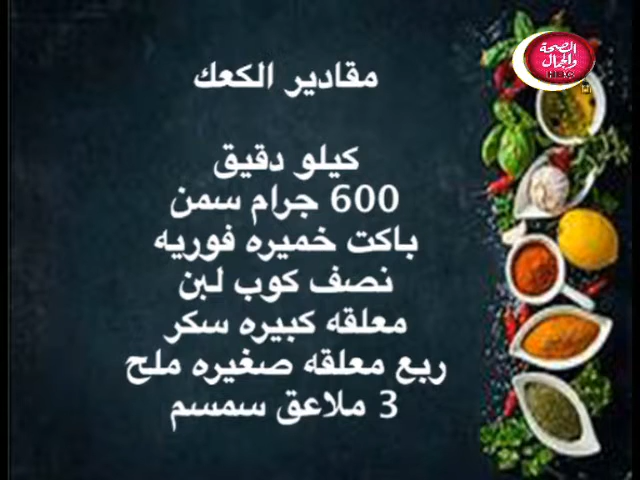 الصحة
والجمال
HBC
مقادير الكعك
كيلو دقيق
600 جرام سمن
باكت خميره فوريه
نصف كوب لبن
معلقه كبيره سكر
ربع معلقه صغيره ملح
3 ملاعق سمسم